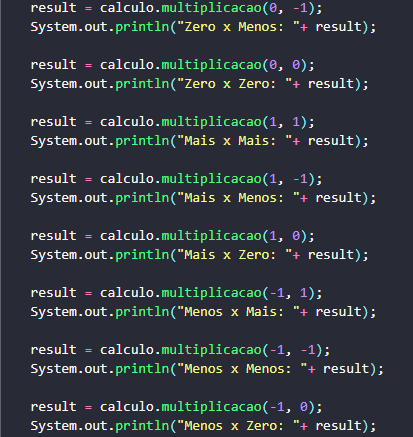 result = calculo.multiplicacao(0, -1);
System.out.println("Zero x Menos: "+ result);
result = calculo.multiplicacao(0, 0);
System.out.println("Zero x Zero: "+ result);
result = calculo.multiplicacao(1, 1);
System.out.println("Mais x Mais: "+ result);
result = calculo.multiplicacao(1, -1);
System.out.println("Mais x Menos: "+ result);
result = calculo.multiplicacao(1, 0);
System.out.println("Mais x Zero: "+ result);
result = calculo.multiplicacao(-1, 1);
System.out.println("Menos x Mais: "+ result);
result = calculo.multiplicacao(-1, -1);
System.out.println("Menos x Menos: "+ result);
result = calculo.multiplicacao(-1, 0);
System.out.println("Menos x Zero: "+ result);